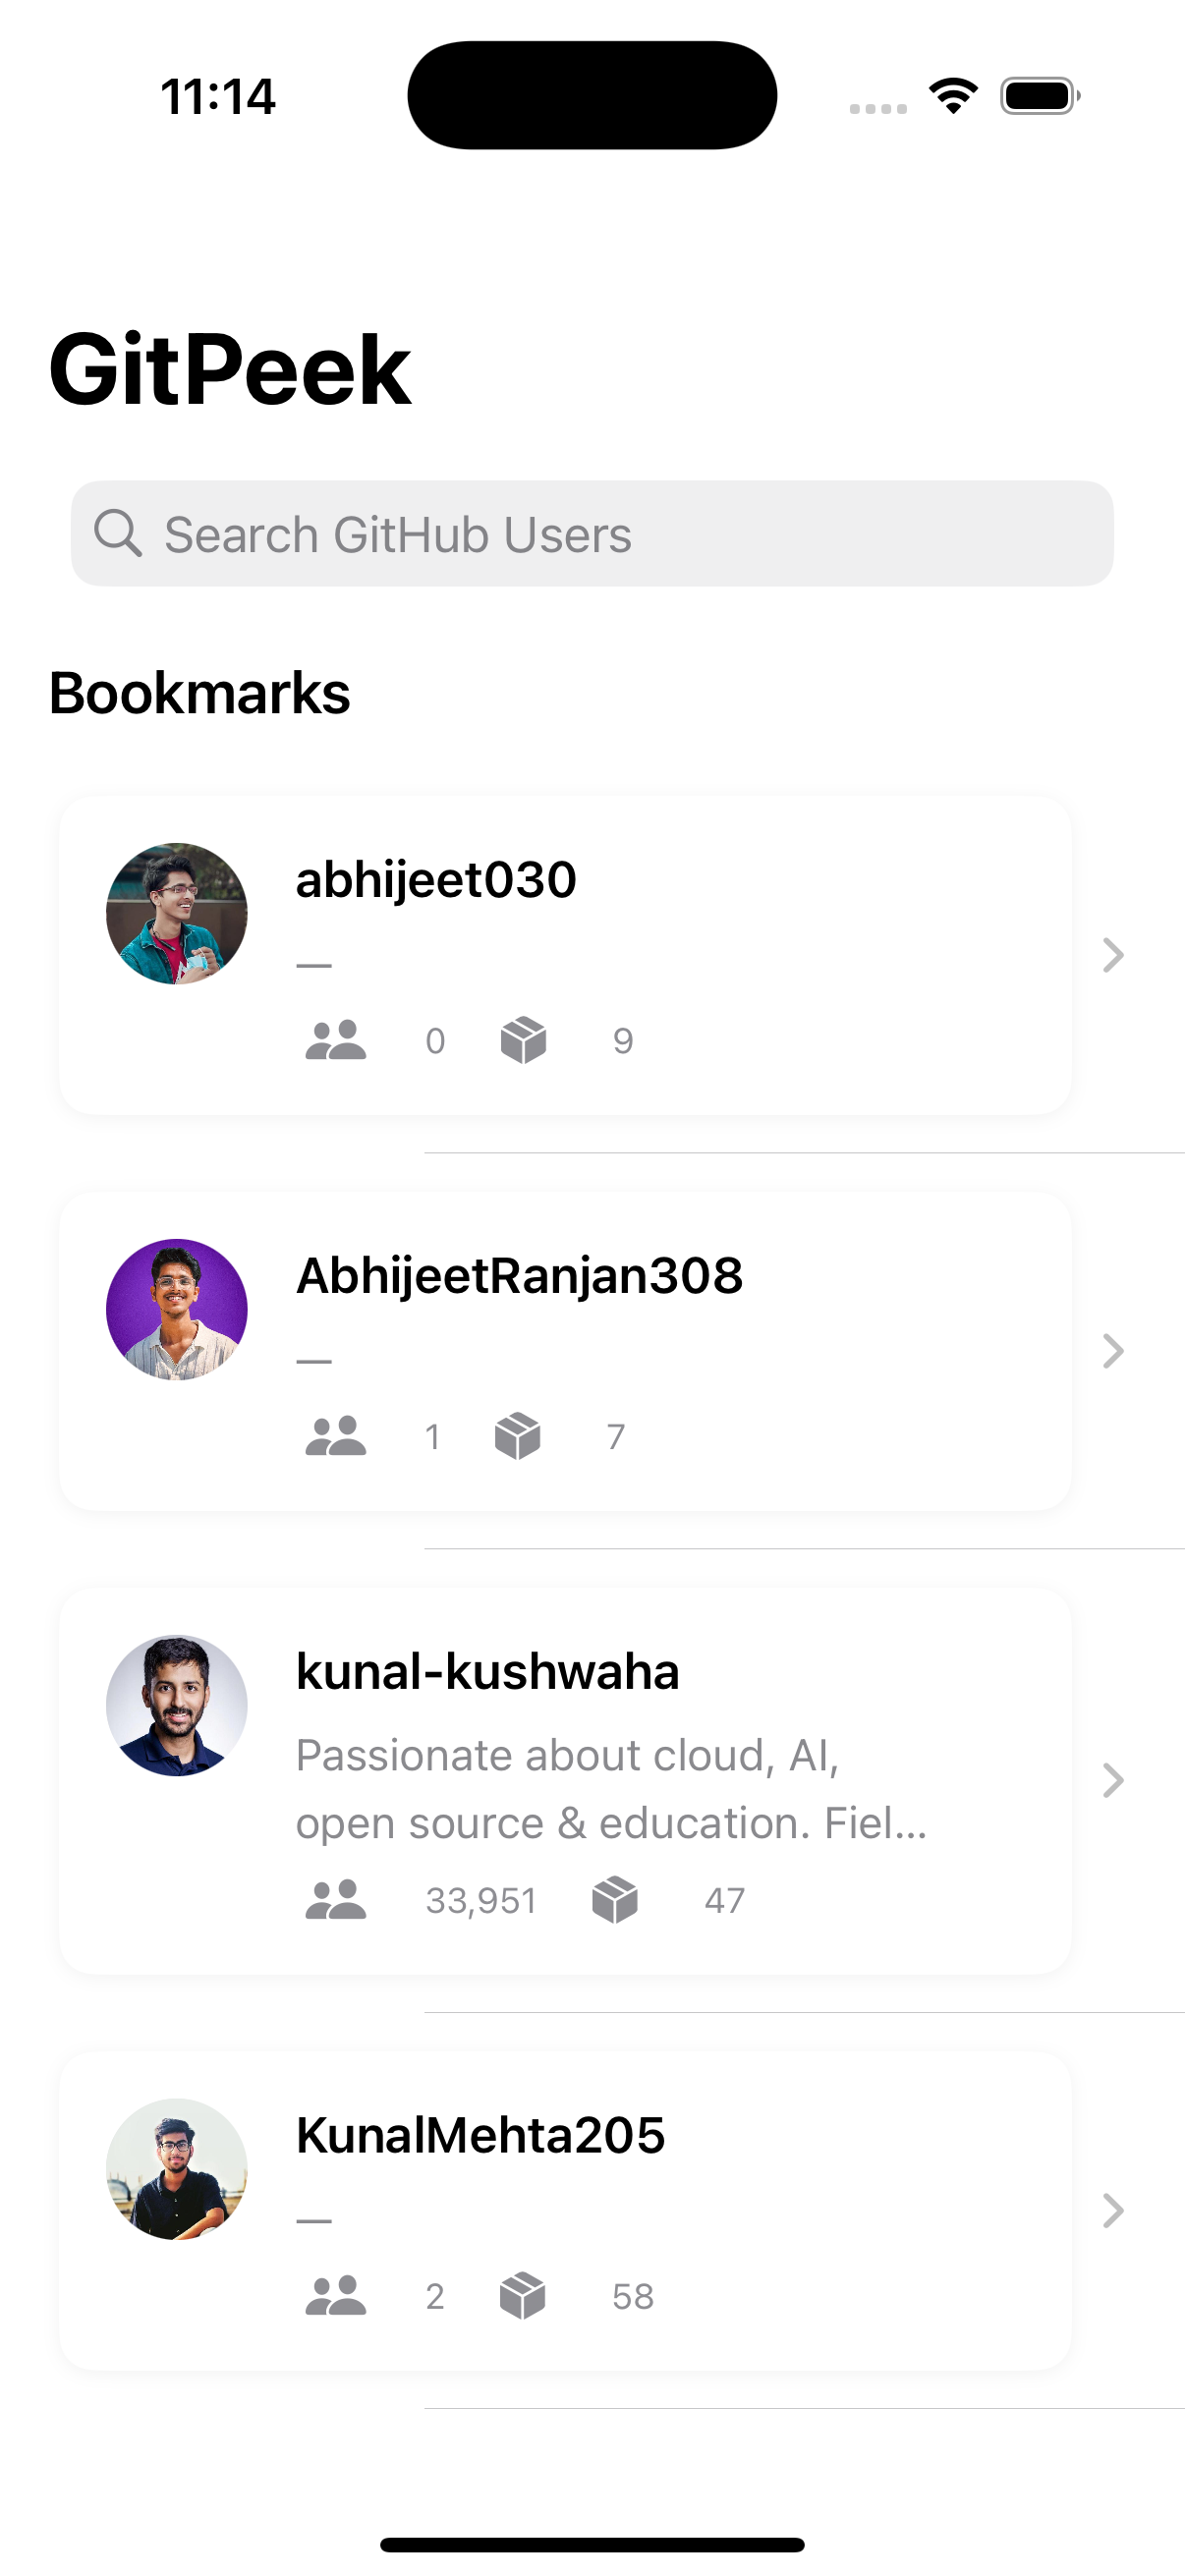 11:14
GitPeek
Search GitHub Users
Bookmarks
abhijeet030
—
0 9
AbhijeetRanjan308
—
1 7
kunal-kushwaha
Passionate about cloud, AI,
open source & education. Fiel...
33,951 47
KunalMehta205
—
2 58